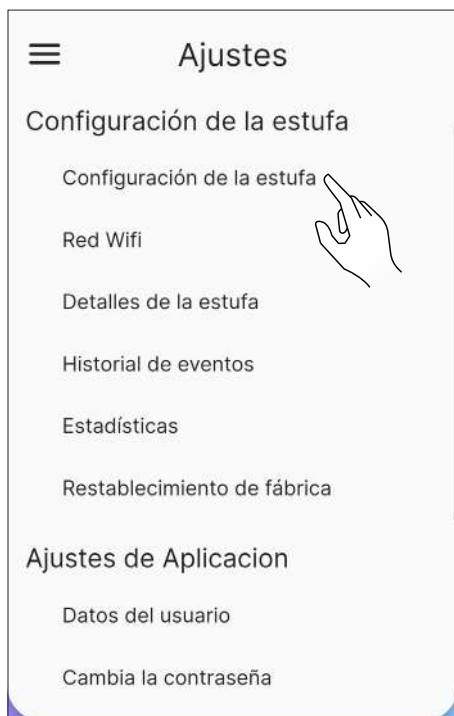 Ajustes
Configuración de la estufa
Configuración de la estufa
Red Wifi
Detalles de la estufa
Historial de eventos
Estadísticas
Restablecimiento de fábrica
Ajustes de Aplicacion
Datos del usuario
Cambia la contraseña